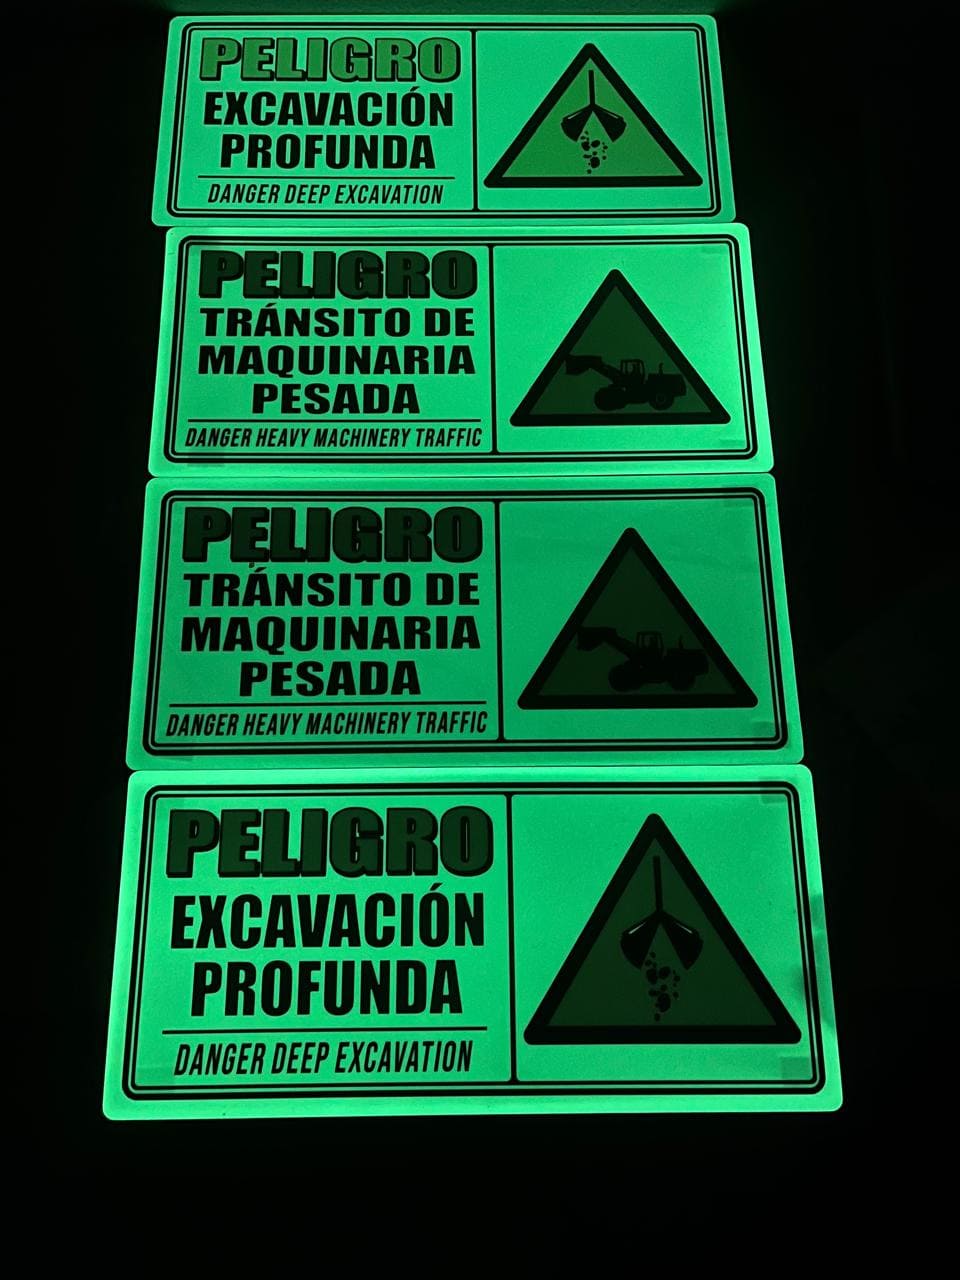 PELIGRO
EXCAVACIÓN
PROFUNDA
DANGER DEEP EXCAVATION
PELIGRO
TRÁNSITO DE
MAQUINARIA
PESADA
DANGER HEAVY MACHINERY TRAFFIC
PELIGRO
TRÁNSITO DE
MAQUINARIA
PESADA
DANGER HEAVY MACHINERY TRAFFIC
PELIGRO
EXCAVACIÓN
PROFUNDA
DANGER DEEP EXCAVATION